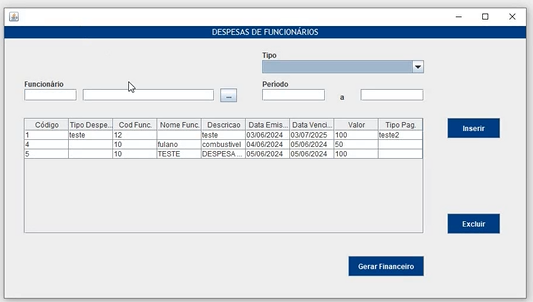 DESPESAS DE FUNCIONÁRIOS
Tipo
Funcionário
Período
...
a
Código Tipo Despe... Cod Func. Nome Func. Descricao Data Emis... Data Venci... Valor Tipo Pag.
1 teste 12 teste 03/06/2024 03/07/2025 100 teste2
4 10 fulano combustivel 04/06/2024 05/06/2024 50
5 10 TESTE DESPESA ... 05/06/2024 05/06/2024 100
Inserir
Excluir
Gerar Financeiro